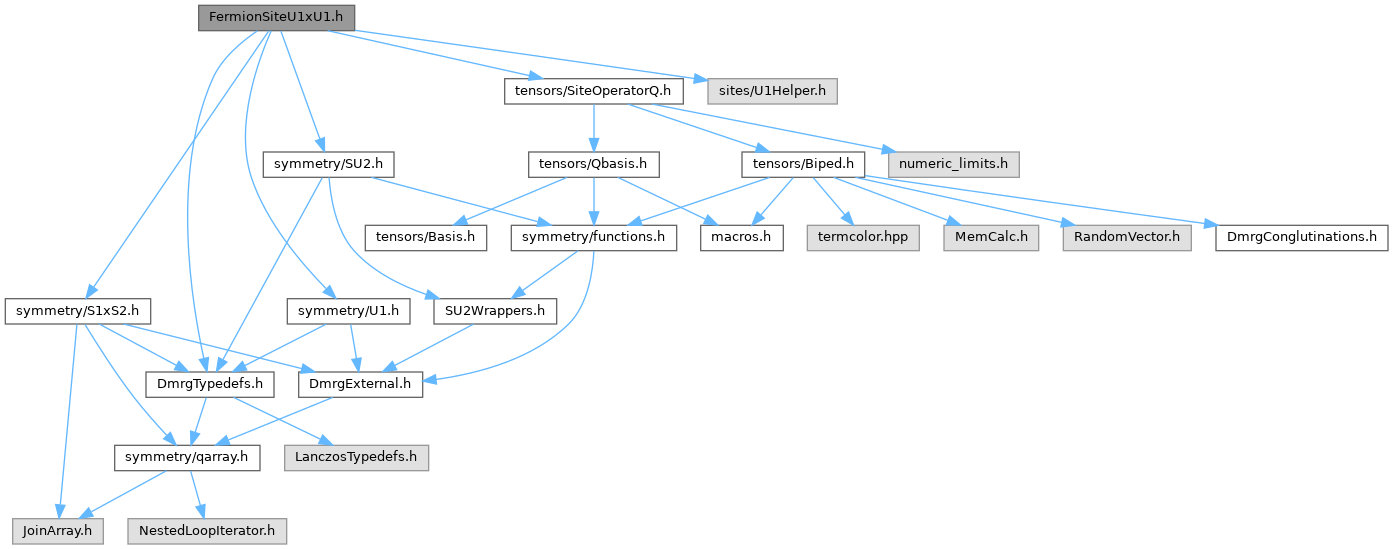 FermionSiteU1xU1.h
tensors/SiteOperatorQ.h
sites/U1Helper.h
symmetry/SU2.h
tensors/Qbasis.h
tensors/Biped.h
numeric_limits.h
tensors/Basis.h
symmetry/functions.h
macros.h
termcolor.hpp
MemCalc.h
RandomVector.h
DmrgConglutinations.h
symmetry/S1xS2.h
symmetry/U1.h
SU2Wrappers.h
DmrgTypedefs.h
DmrgExternal.h
symmetry/qarray.h
LanczosTypedefs.h
JoinArray.h
NestedLoopIterator.h